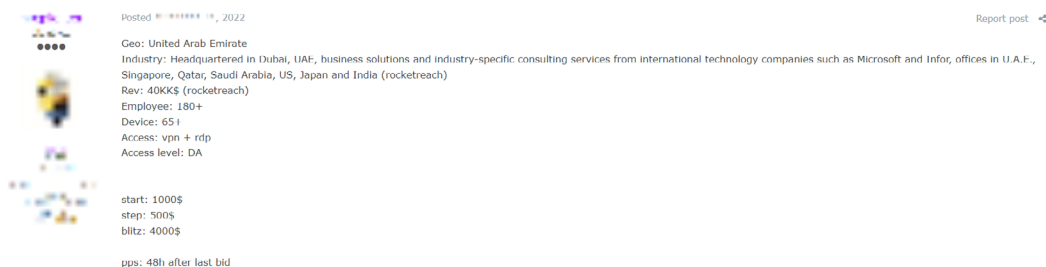 Posted , 2022
Report post
Geo: United Arab Emirate
Industry: Headquartered in Dubai, UAE, business solutions and industry-specific consulting services from international technology companies such as Microsoft and Infor, offices in U.A.E.,
Singapore, Qatar, Saudi Arabia, US, Japan and India (rocketreach)
Rev: 40KK$ (rocketreach)
Employee: 180+
Device: 65+
Access: vpn + rdp
Access level: DA
start: 1000$
step: 500$
blitz: 4000$
pps: 48h after last bid